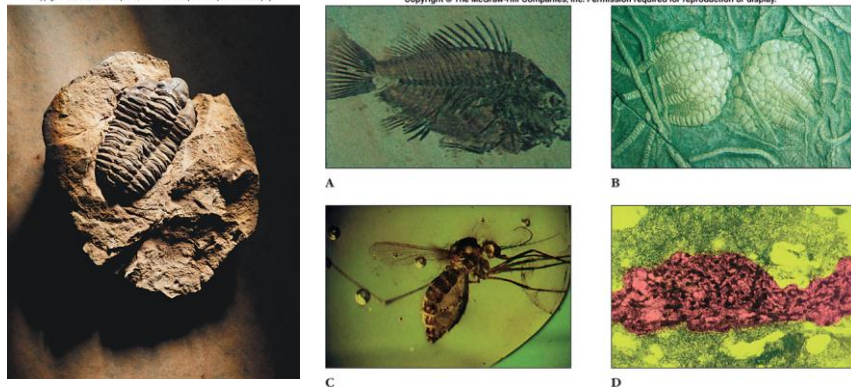 Copyright © The McGraw-Hill Companies, Inc. Permission required for reproduction or display.
A
B
C
D